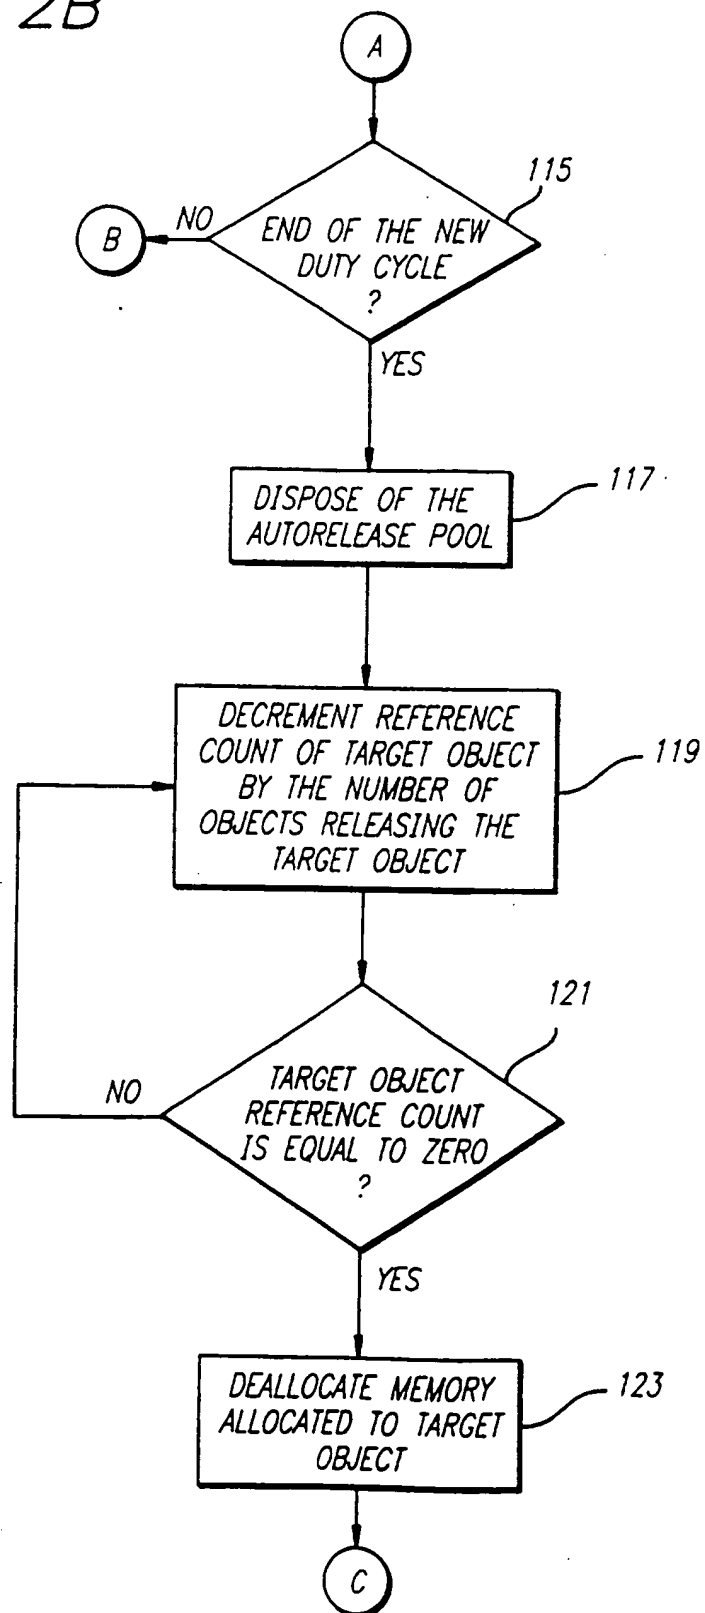 2B
A
115
NO
B
END OF THE NEW
DUTY CYCLE
?
YES
117
DISPOSE OF THE
AUTORELEASE POOL
DECREMENT REFERENCE
COUNT OF TARGET OBJECT
BY THE NUMBER OF
OBJECTS RELEASING THE
TARGET OBJECT
119
121
NO
TARGET OBJECT
REFERENCE COUNT
IS EQUAL TO ZERO
?
YES
123
DEALLOCATE MEMORY
ALLOCATED TO TARGET
OBJECT
C